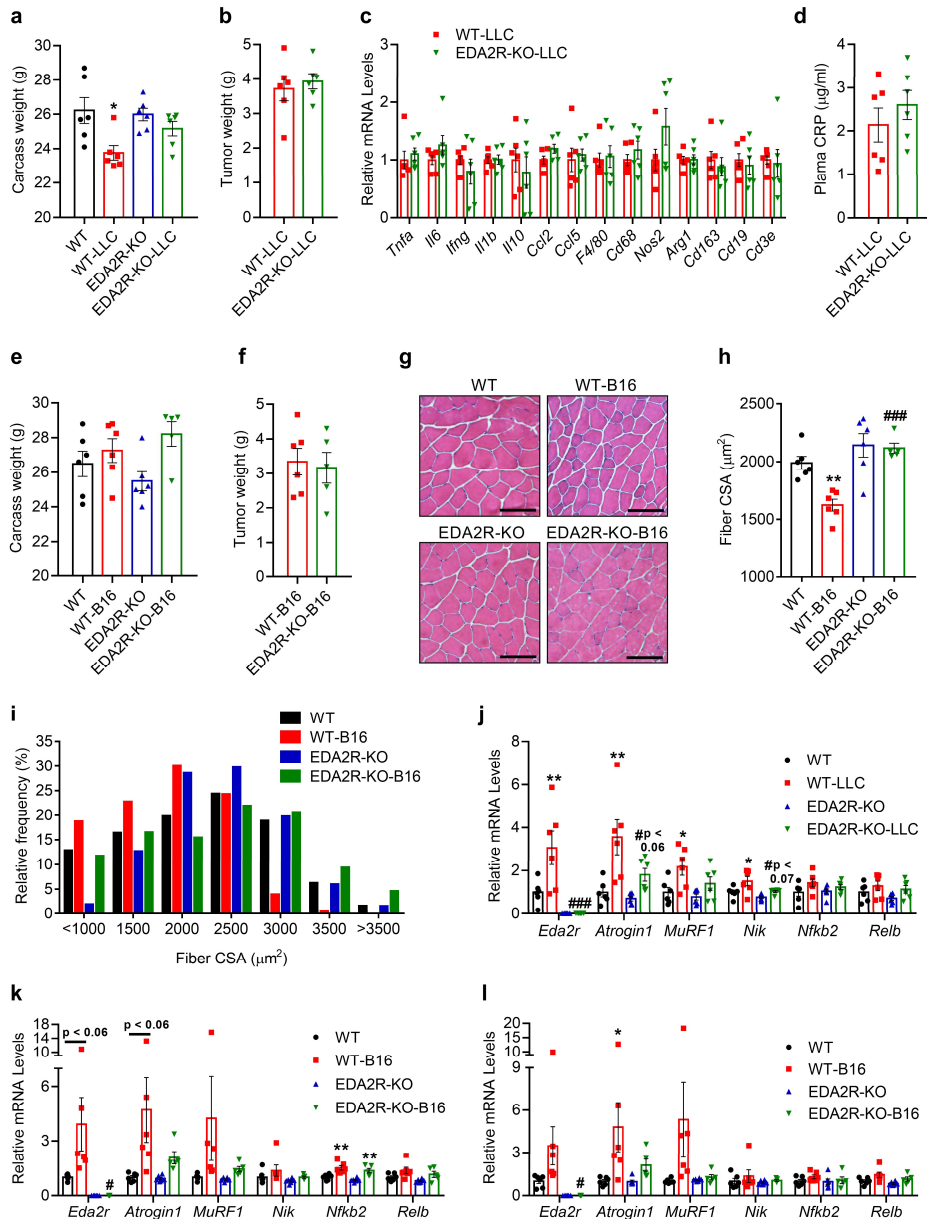 a
Carcass weight (g)
30
28
26
24
22
20
*
WT
WT-LLC
EDA2R-KO
EDA2R-KO-LLC
b
Tumor weight (g)
6
5
4
3
2
1
0
WT-LLC
EDA2R-KO-LLC
c
WT-LLC
EDA2R-KO-LLC
Relative mRNA Levels
3
2
1
0
Tnfa
Il6
Ifng
Il1b
Il10
Ccl2
Ccl5
F4/80
Cd68
Nos2
Arg1
Cd163
Cd19
Cd3e
d
Plama CRP (μg/ml)
4
3
2
1
0
WT-LLC
EDA2R-KO-LLC
e
Carcass weight (g)
30
28
26
24
22
20
WT
WT-B16
EDA2R-KO
EDA2R-KO-B16
f
Tumor weight (g)
5
4
3
2
1
0
WT-B16
EDA2R-KO-B16
g
WT
WT-B16
EDA2R-KO
EDA2R-KO-B16
h
Fiber CSA (μm²)
2500
2000
1500
1000
**
###
WT
WT-B16
EDA2R-KO
EDA2R-KO-B16
i
WT
WT-B16
EDA2R-KO
EDA2R-KO-B16
Relative frequency (%)
35
30
25
20
15
10
5
0
<1000
1500
2000
2500
3000
3500
>3500
Fiber CSA (μm²)
j
WT
WT-LLC
EDA2R-KO
EDA2R-KO-LLC
Relative mRNA Levels
8
6
4
2
0
**
###
**
#p <
0.06
*
*
#p <
0.07
Eda2r
Atrogin1
MuRF1
Nik
Nfkb2
Relb
k
WT
WT-B16
EDA2R-KO
EDA2R-KO-B16
Relative mRNA Levels
18
14
10
6
4
2
0
p < 0.06
p < 0.06
#
**
**
Eda2r
Atrogin1
MuRF1
Nik
Nfkb2
Relb
l
WT
WT-B16
EDA2R-KO
EDA2R-KO-B16
Relative mRNA Levels
20
15
10
8
6
4
2
0
#
*
Eda2r
Atrogin1
MuRF1
Nik
Nfkb2
Relb